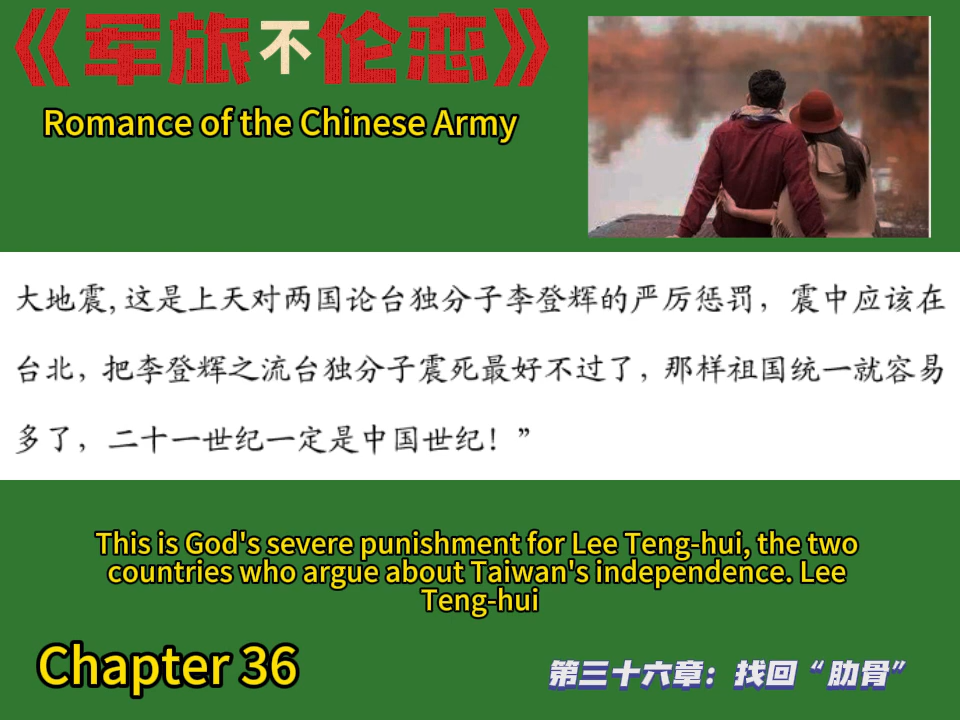 《军旅不伦恋》
Romance of the Chinese Army
大地震,这是上天对两国论台独分子李登辉的严厉惩罚，震中应该在
台北，把李登辉之流台独分子震死最好不过了，那样祖国统一就容易
多了，二十一世纪一定是中国世纪！”
This is God's severe punishment for Lee Teng-hui, the two
countries who argue about Taiwan's independence. Lee
Teng-hui
Chapter 36
第三十六章：找回“肋骨”